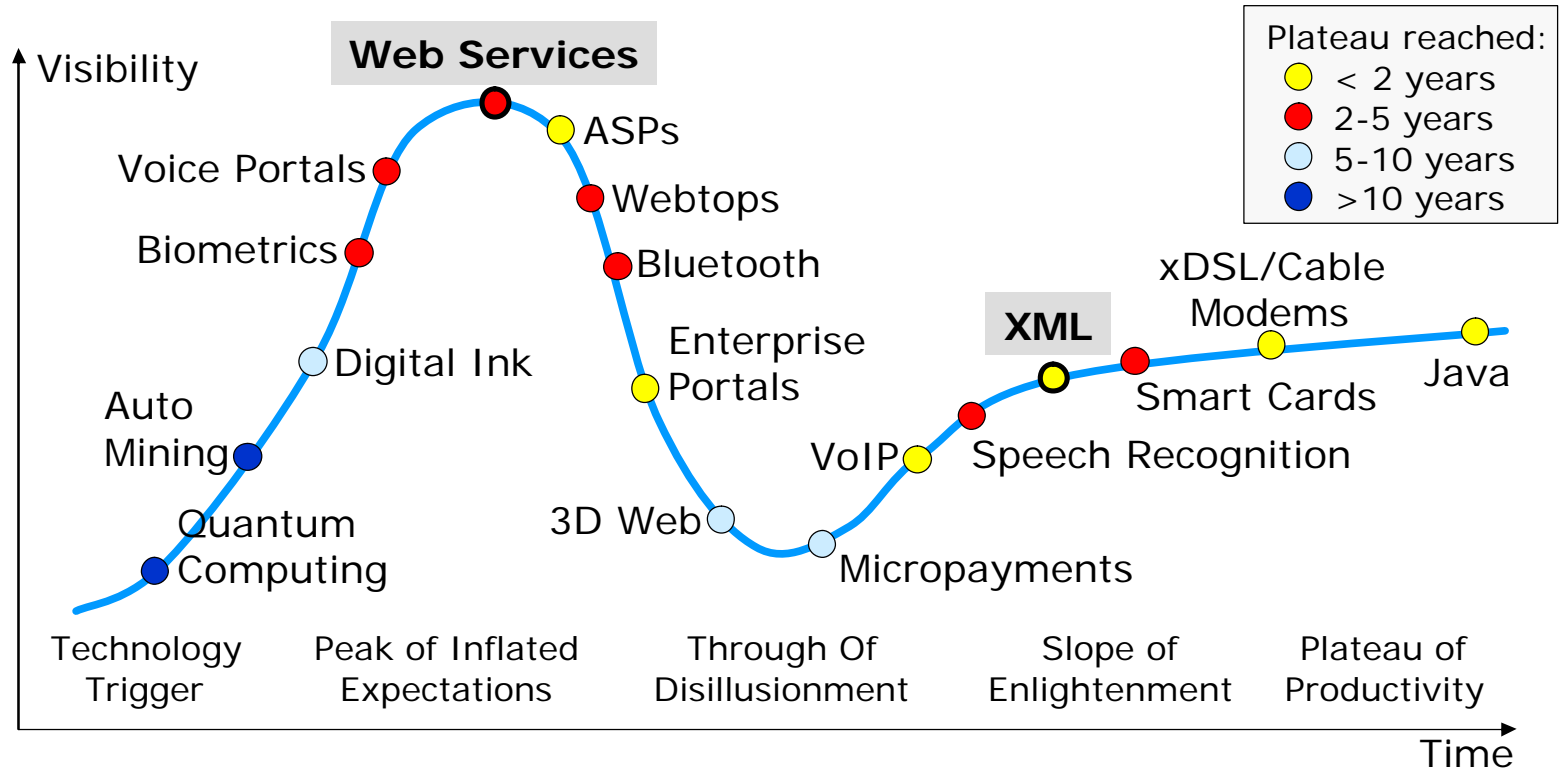 Web Services
Visibility
Plateau reached:
< 2 years
2-5 years
5-10 years
>10 years
ASPs
Voice Portals
Webtops
Biometrics
Bluetooth
xDSL/Cable
Modems
XML
Enterprise
Portals
Digital Ink
Java
Smart Cards
Auto
Mining
VoIP
Speech Recognition
3D Web
Quantum
Computing
Micropayments
Technology
Trigger
Peak of Inflated
Expectations
Through Of
Disillusionment
Slope of
Enlightenment
Plateau of
Productivity
Time